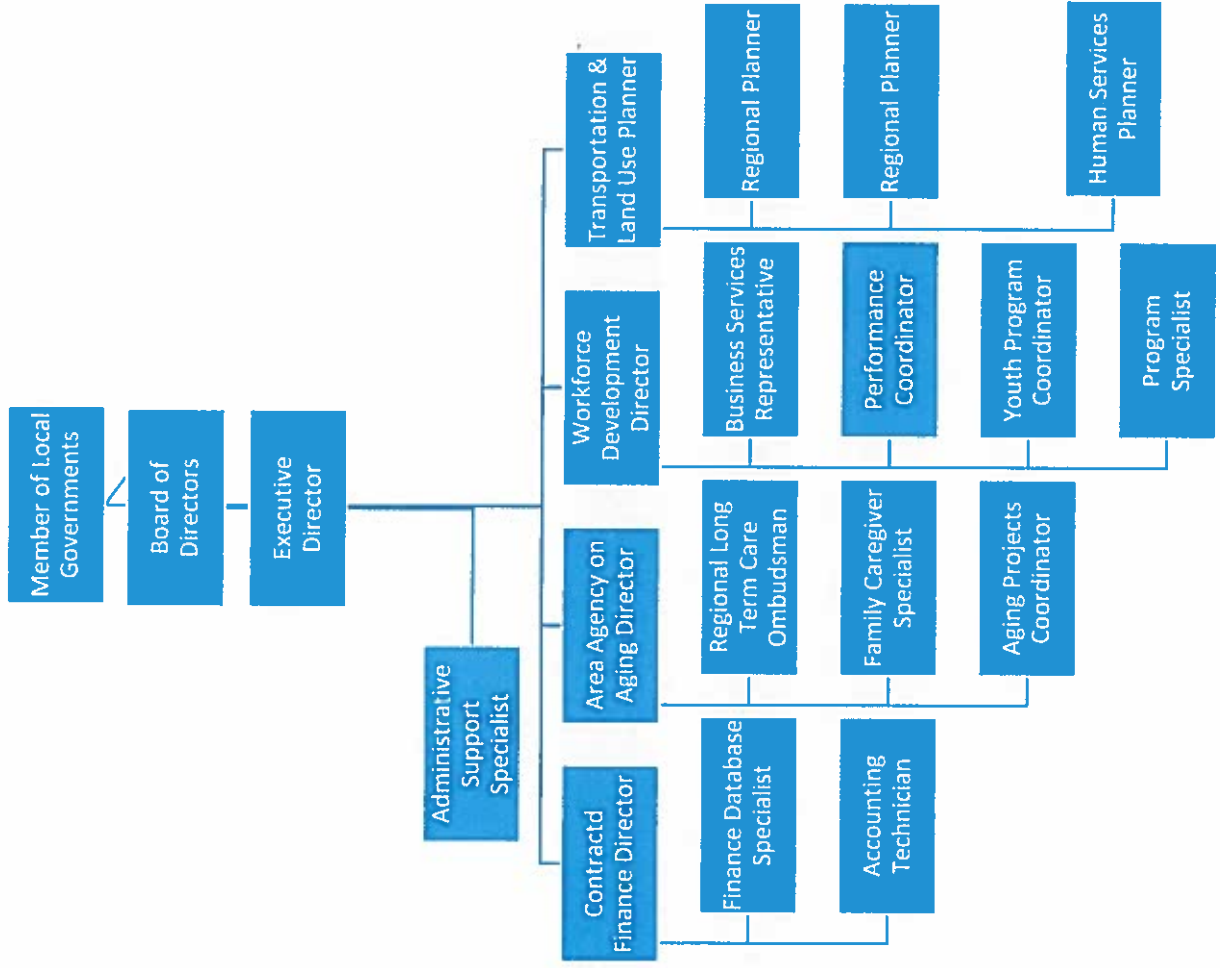 Member of Local
Governments
Board of
Directors
Executive
Director
Administrative
Support
Specialist
Contractd
Finance Director
Finance Database
Specialist
Accounting
Technician
Area Agency on
Aging Director
Regional Long
Term Care
Ombudsman
Family Caregiver
Specialist
Aging Projects
Coordinator
Workforce
Development
Director
Business Services
Representative
Performance
Coordinator
Youth Program
Coordinator
Program
Specialist
Transportation &
Land Use Planner
Regional Planner
Regional Planner
Human Services
Planner